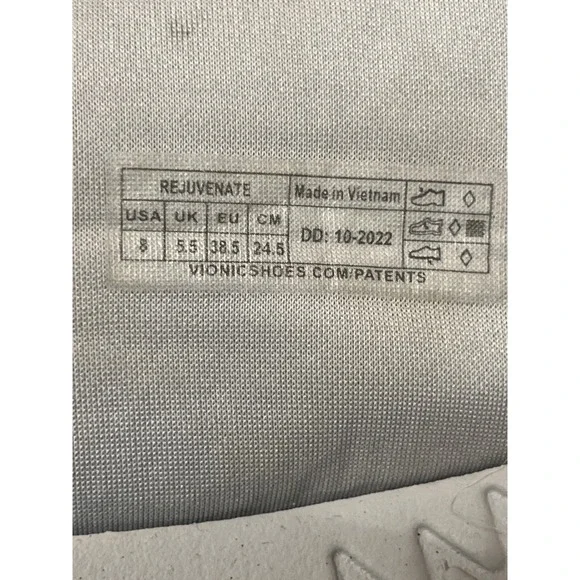 REJUVENATE Made in Vietnam
USA UK EU CM
8 5.5 38.5 24.5 DD: 10-2022
VIONICSHOES.COM/PATENTS